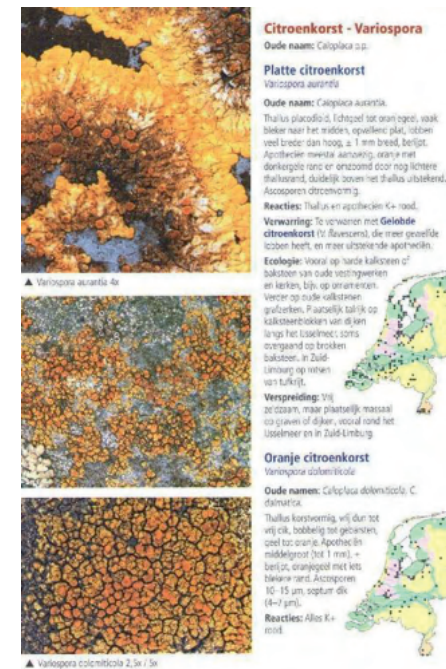 Citroenkorst - Variospora
Oude naam: Caloplaca p.p.
Platte citroenkorst
Variospora aurantia
Oude naam: Caloplaca aurantia.
Thallus placodioid, lichtgeel tot oranjegeel, vaak
bleker naar het midden, opvallend plat, lobben
veel breder dan hoog, ± 1 mm breed, berijpt.
Apotheciën meestal aanwezig, oranje met
donkergele rand en omzoomd door nog lichtere
thallusrand, duidelijk boven het thallus uitstekend.
Ascosporen citroenvormig.
Reacties: Thallus en apotheciën K+ rood.
Verwarring: Te verwarren met Gelobde
citroenkorst (V. flavescens), die meer gewelfde
lobben heeft, en meer uitstekende apotheciën.
Ecologie: Vooral op harde kalksteen of
baksteen van oude vestingwerken
en kerken, bijv. op ornamenten.
Verder op oude kalkstenen
grafzerken. Plaatselijk talrijk op
kalksteenblokken van dijken
langs het IJsselmeer, soms
overgaand op brokken
baksteen. In Zuid-
Limburg op rotsen
van tufkrijt.
Verspreiding: Vrij
zeldzaam, maar plaatselijk massaal
op graven of dijken, vooral rond het
IJsselmeer en in Zuid-Limburg.
Oranje citroenkorst
Variospora dolomiticola
Oude namen: Caloplaca dolomiticola, C.
dalmatica.
Thallus korstvormig, vrij dun tot
vrij dik, bobbelig tot gebarsten,
geel tot oranje. Apotheciën
middelgroot (tot 1 mm), +
berijpt, oranjegeel met iets
blekere rand. Ascosporen
10-15 µm, septum dik
(4-7 µm).
Reacties: Alles K+
rood.
▲ Variospora aurantia 4x
▲ Variospora dolomiticola 2,5x / 5x